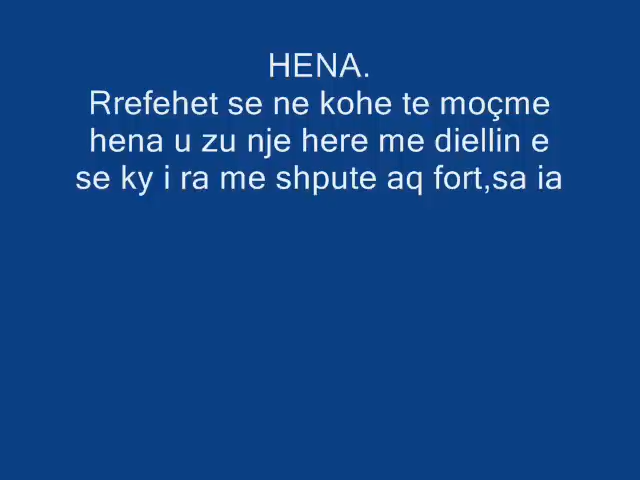 HENA.
Rrefehet se ne kohe te moçme
hena u zu nje here me diellin e
se ky i ra me shpute aq fort,sa ia